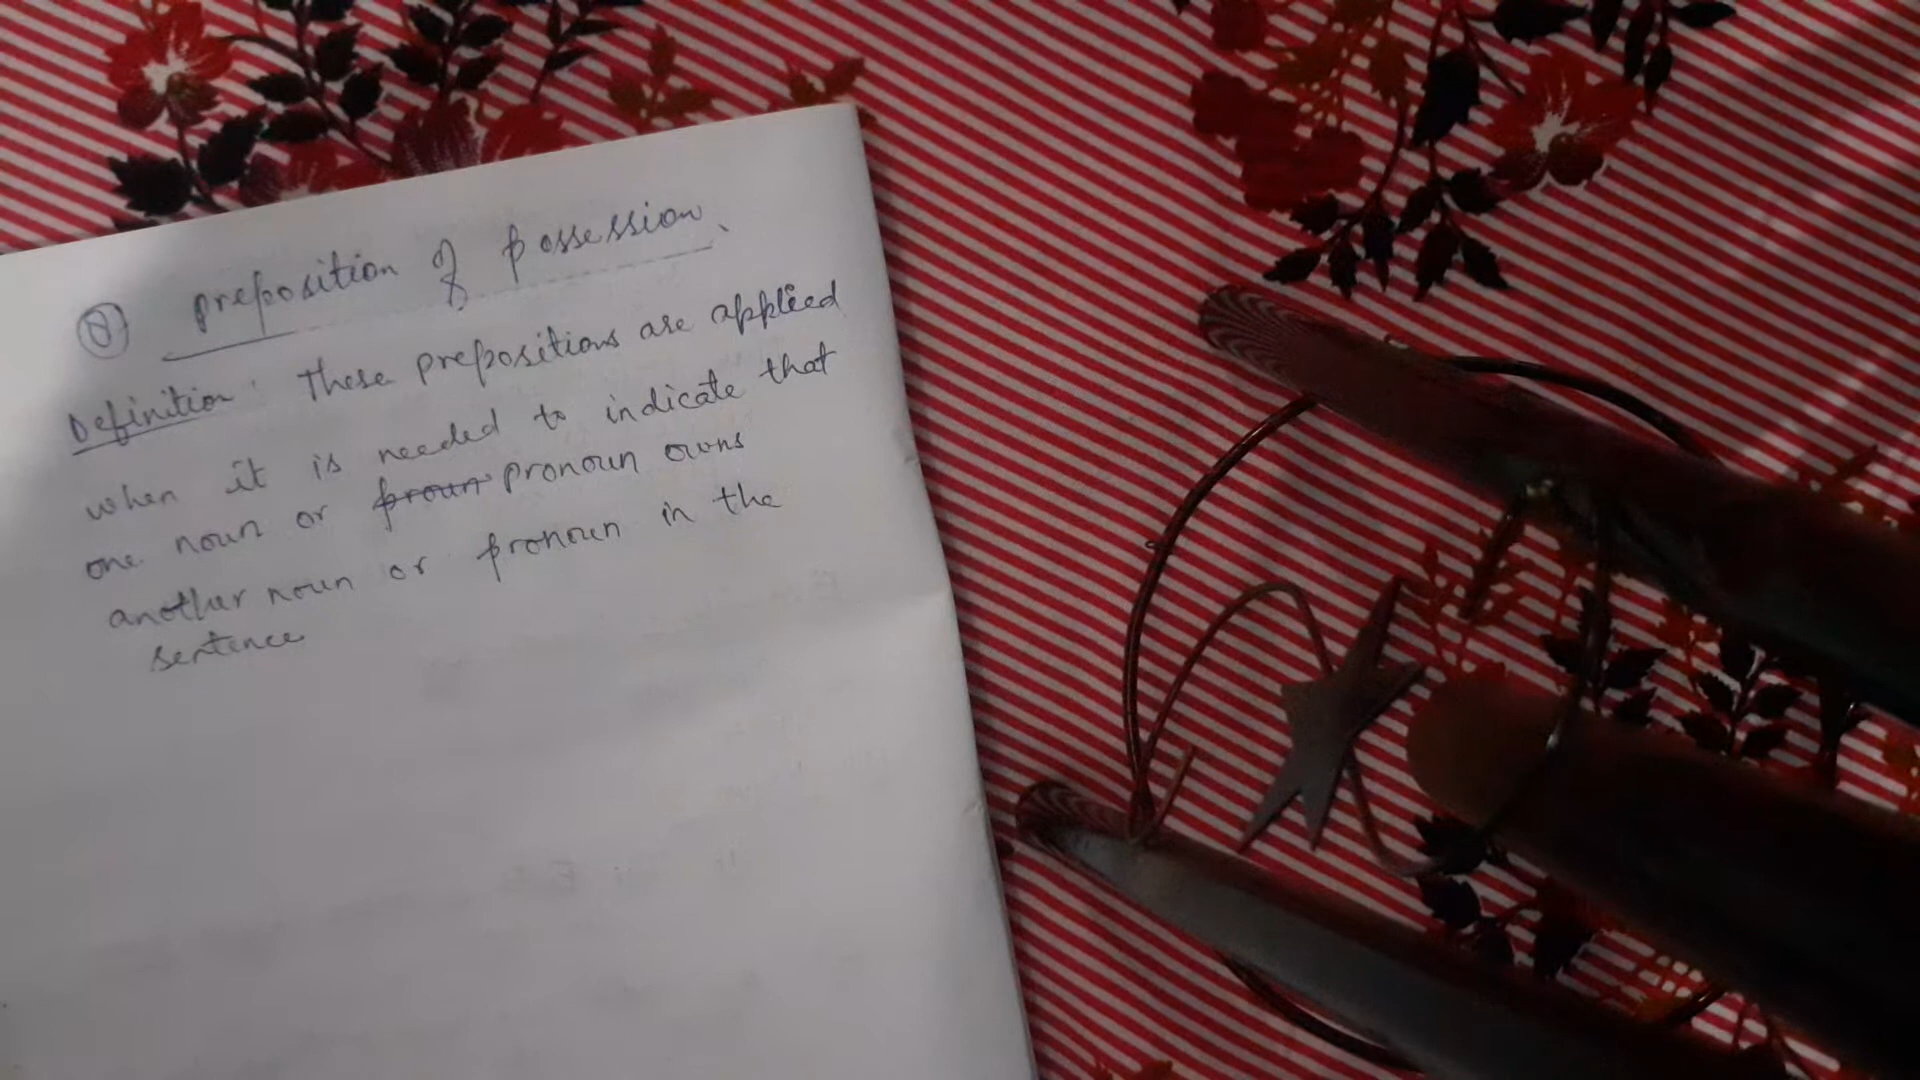 8 preposition of possession.
Definition: These prepositions are applied
when it is needed to indicate that
one noun or proun pronoun owns
another noun or pronoun in the
sentence